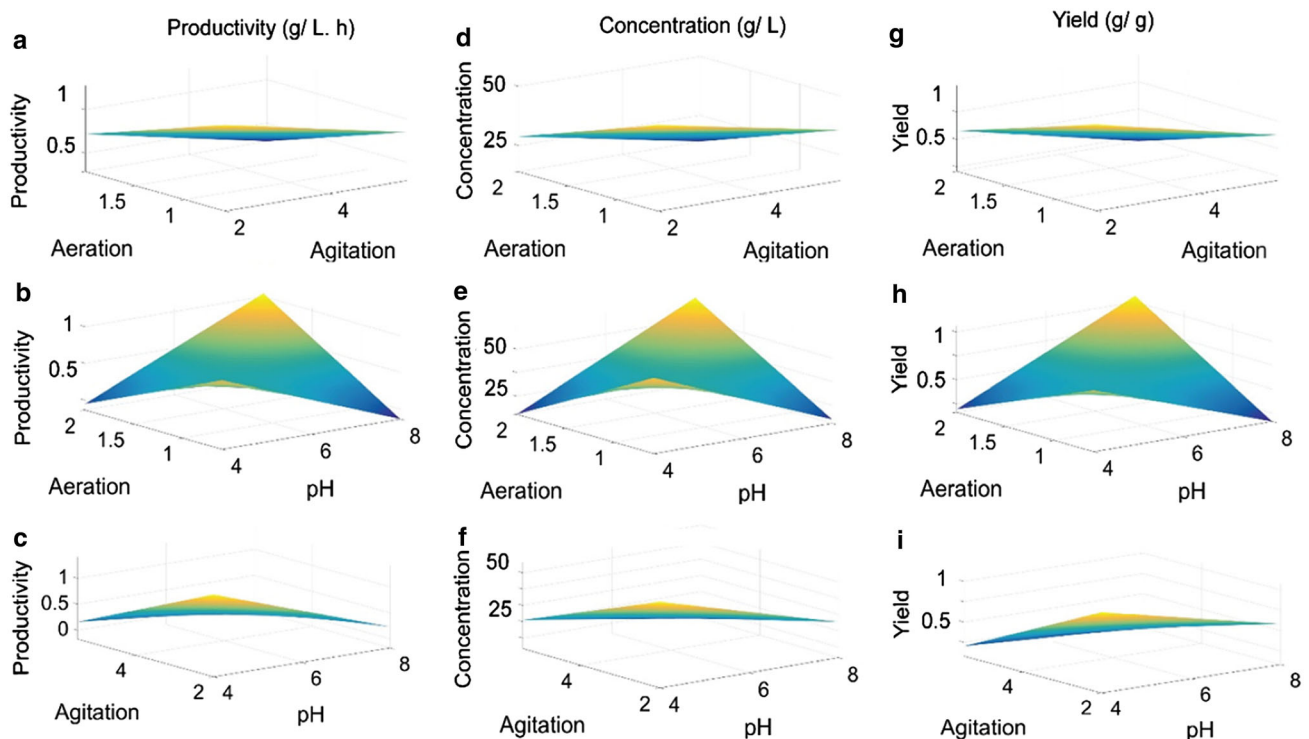 a
Productivity (g/ L. h)
Productivity
1
0.5
1.5
1
2
4
Aeration
Agitation
d
Concentration (g/ L)
Concentration
50
25
2
1.5
1
2
4
Aeration
Agitation
g
Yield (g/ g)
Yield
1
0.5
2
1.5
1
2
4
Aeration
Agitation
b
Productivity
1
0.5
2
1.5
1
4
6
8
Aeration
pH
e
Concentration
50
25
2
1.5
1
4
6
8
Aeration
pH
h
Yield
1
0.5
2
1.5
1
4
6
8
Aeration
pH
c
Productivity
1
0.5
0
4
2
4
6
8
Agitation
pH
f
Concentration
50
25
4
2
4
6
8
Agitation
pH
i
Yield
1
0.5
4
2
4
6
8
Agitation
pH